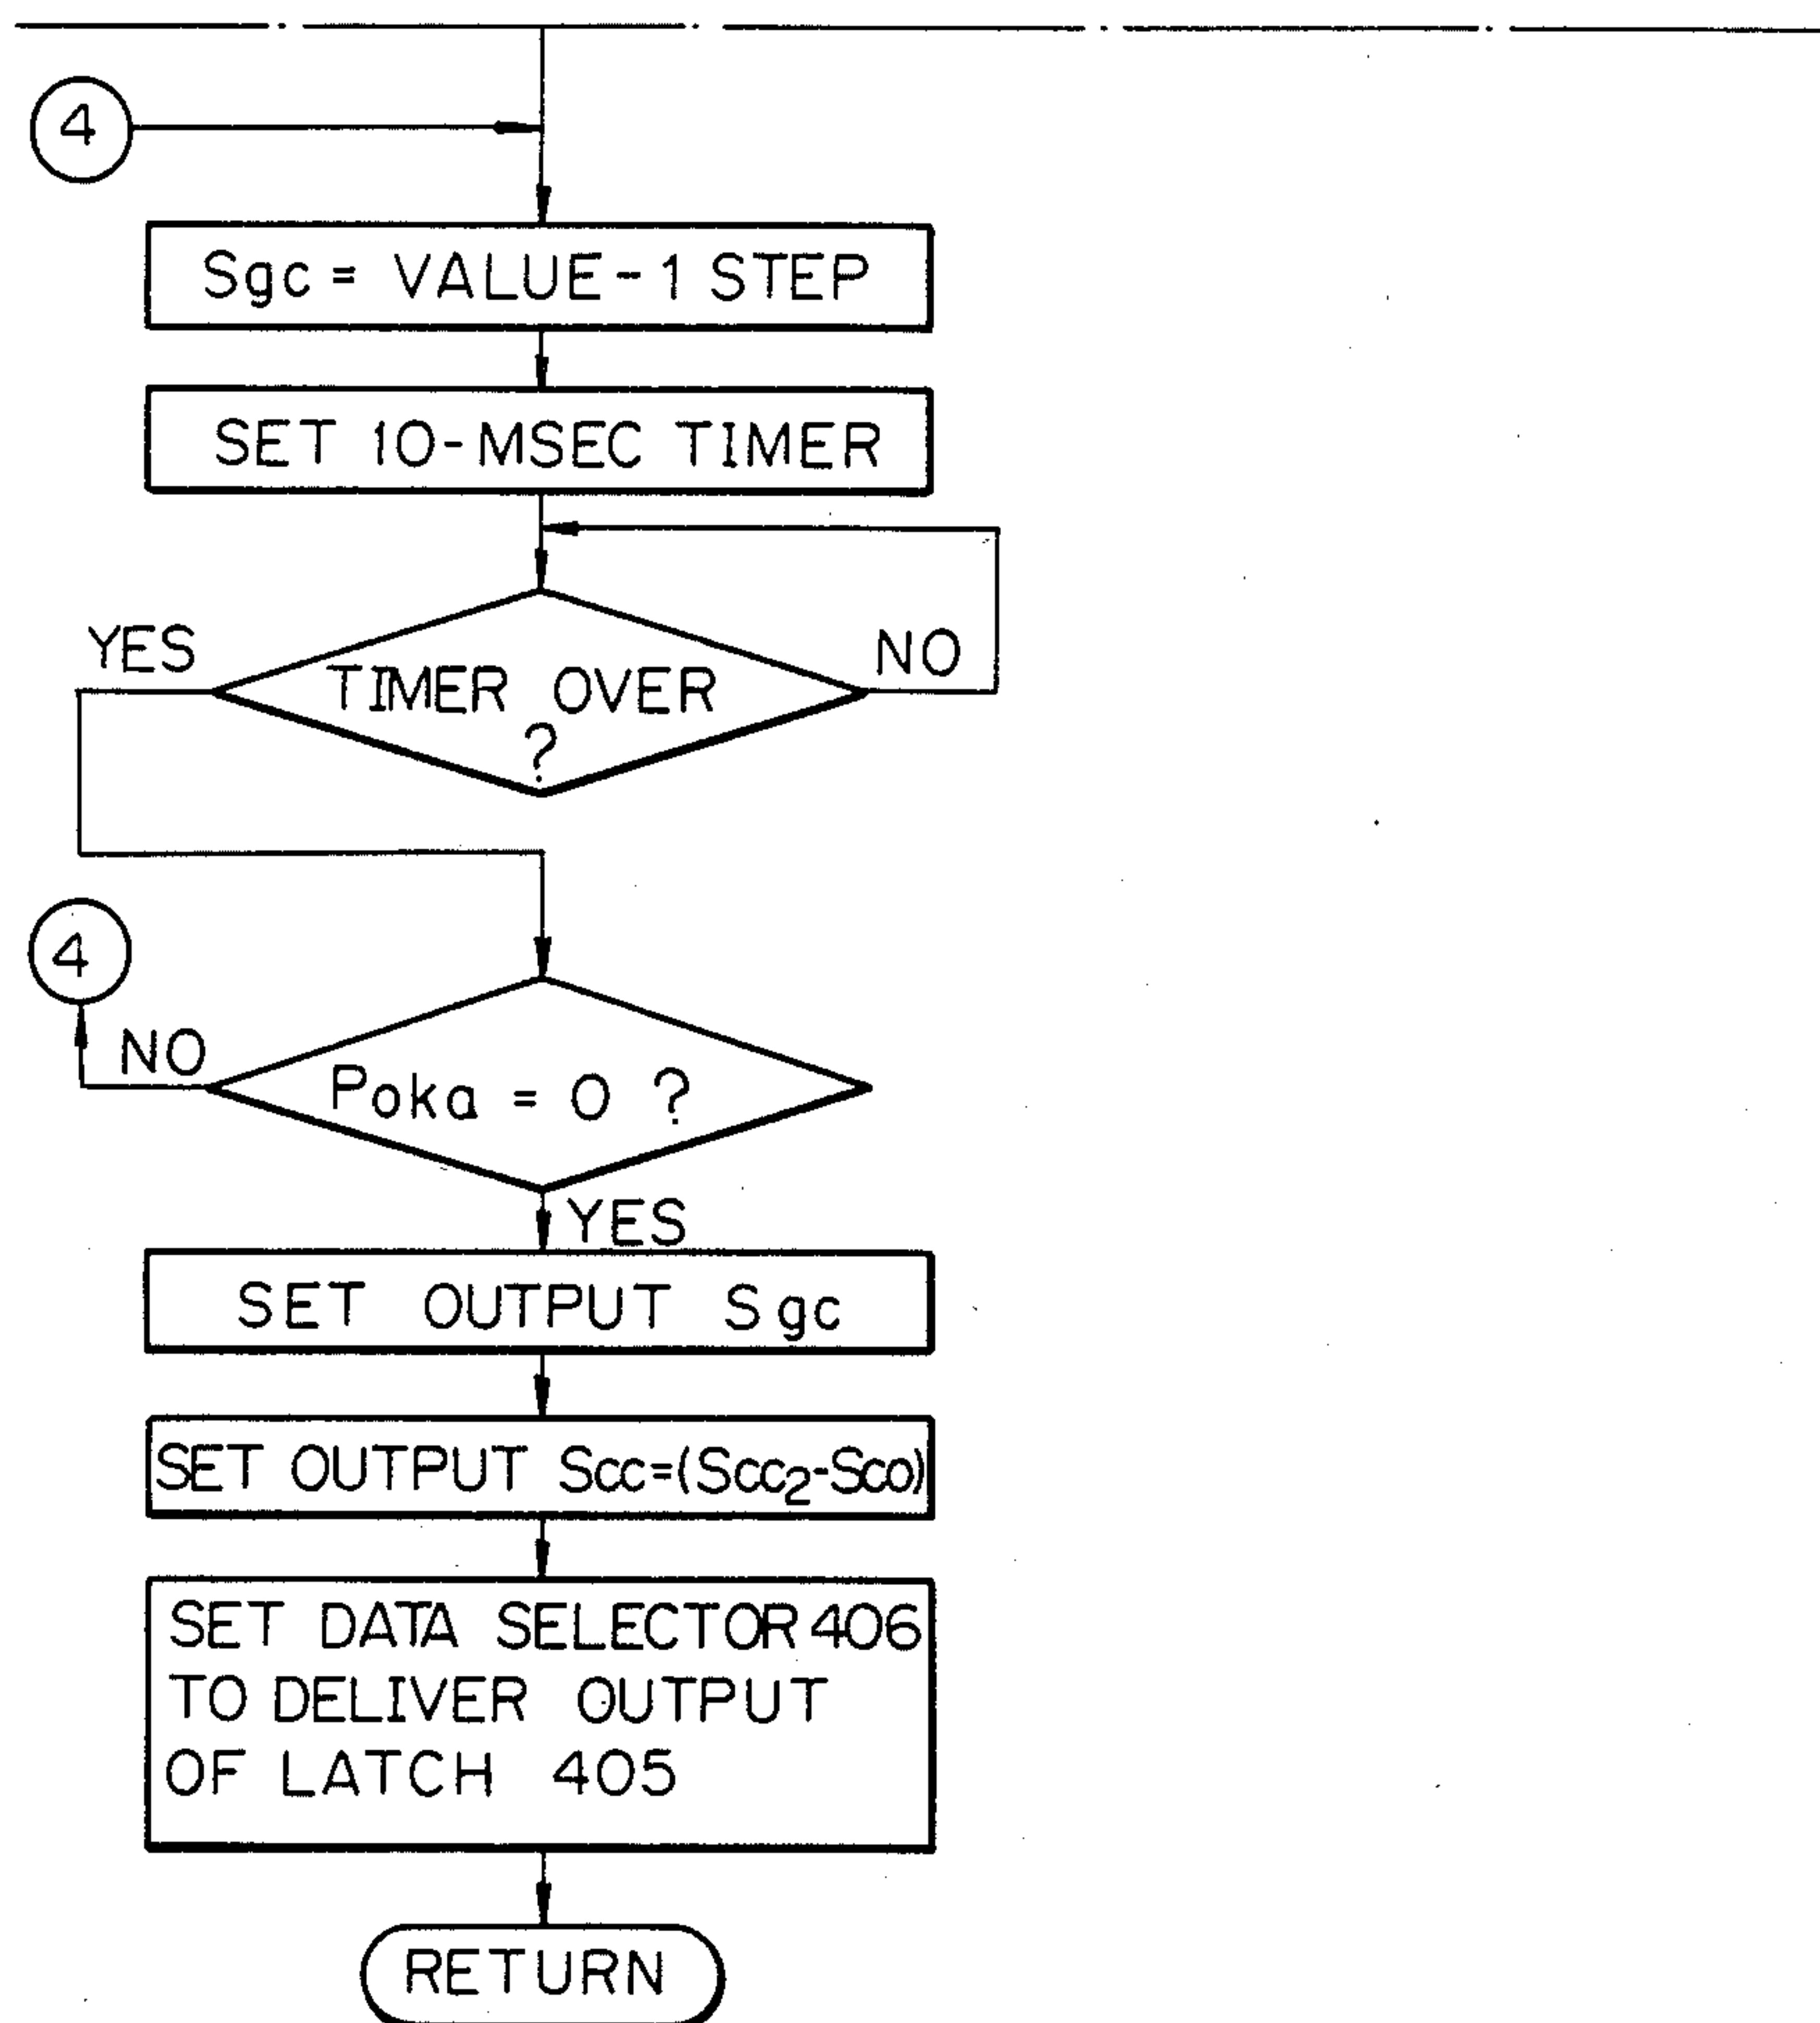 4
Sgc = VALUE-1 STEP
SET 10-MSEC TIMER
YES
NO
TIMER OVER
?
4
NO
Poka = 0 ?
YES
SET OUTPUT Sgc
SET OUTPUT Scc=(Scc2-Sco)
SET DATA SELECTOR 406
TO DELIVER OUTPUT
OF LATCH 405
RETURN